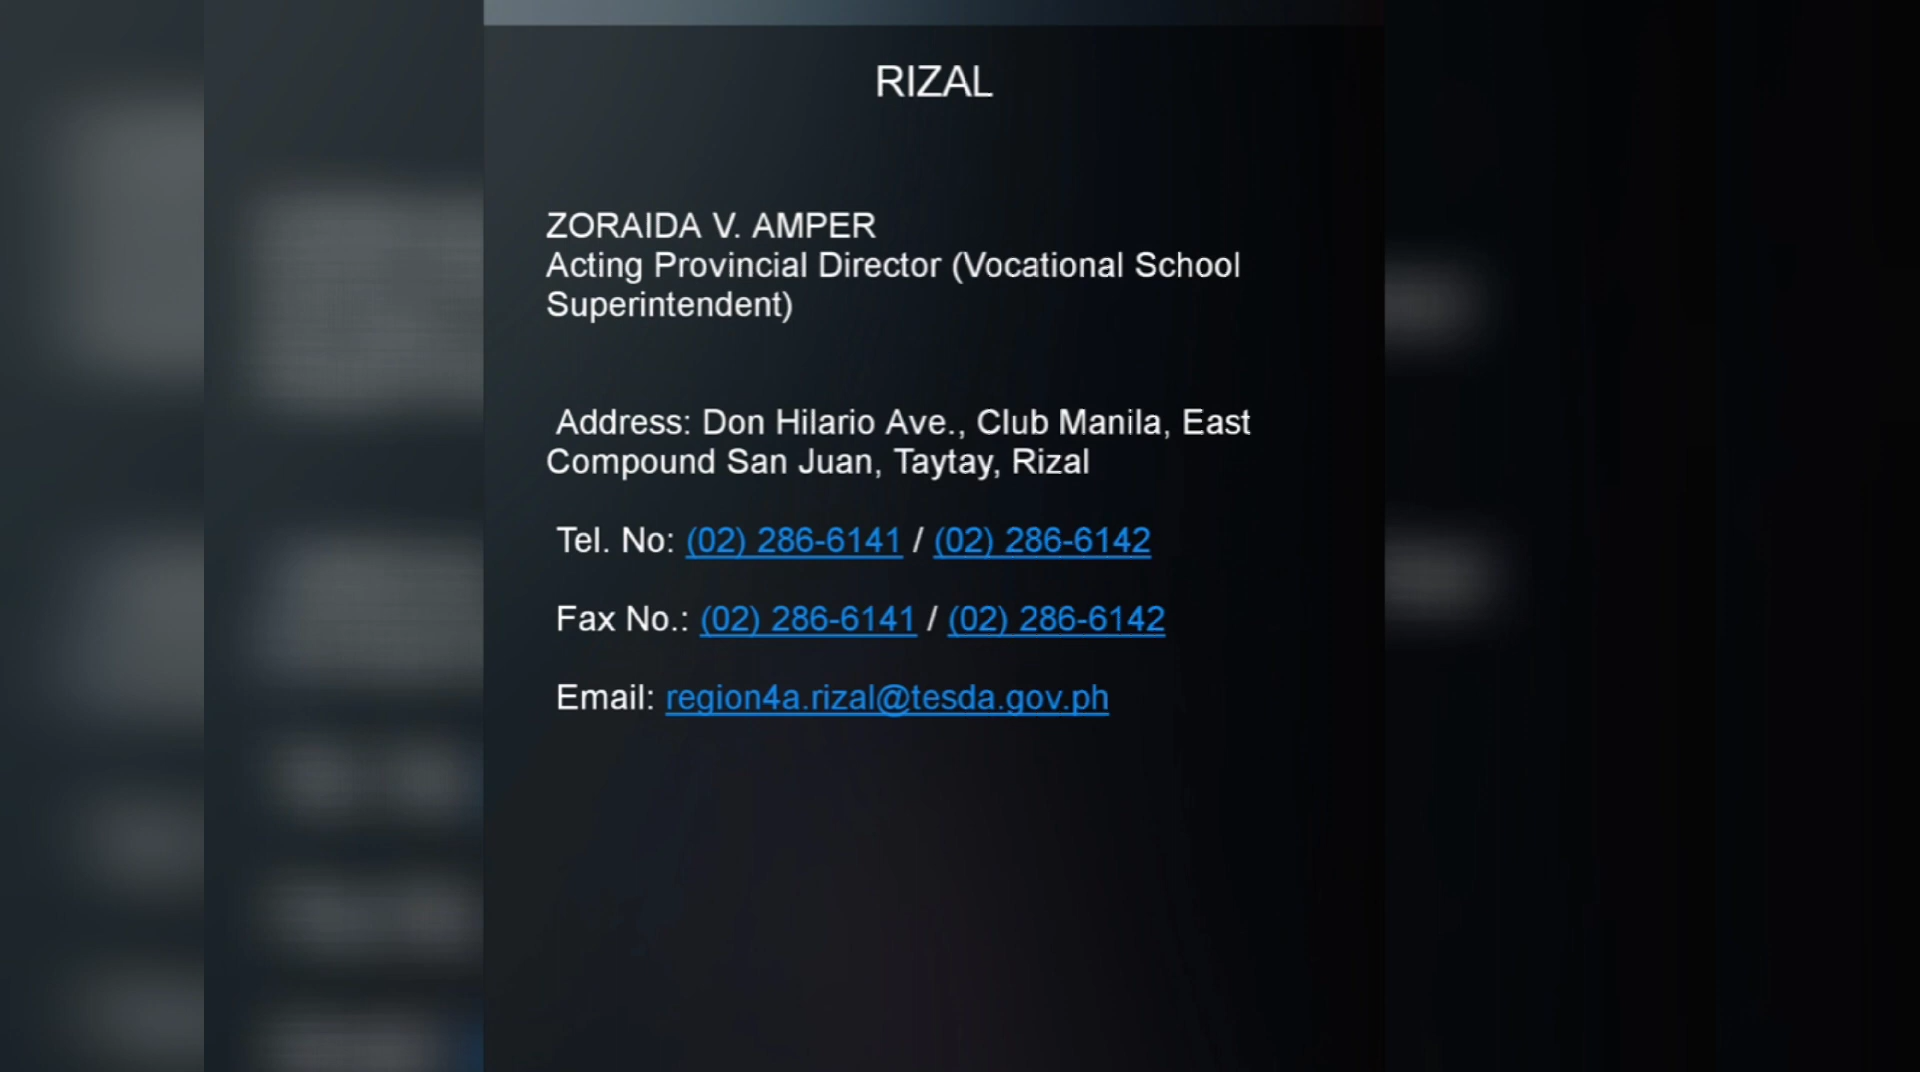 RIZAL
ZORAIDA V. AMPER
Acting Provincial Director (Vocational School
Superintendent)
Address: Don Hilario Ave., Club Manila, East
Compound San Juan, Taytay, Rizal
Tel. No: (02) 286-6141 / (02) 286-6142
Fax No.: (02) 286-6141 / (02) 286-6142
Email: region4a.rizal@tesda.gov.ph